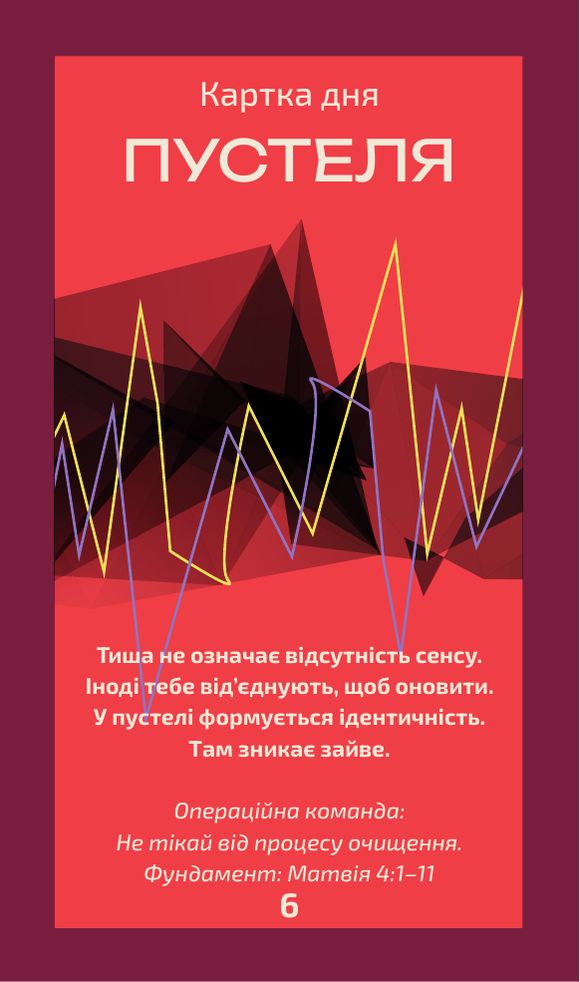 Картка дня
ПУСТЕЛЯ
Тиша не означає відсутність сенсу.
Іноді тебе від’єднують, щоб оновити.
У пустелі формується ідентичність.
Там зникає зайве.
Операційна команда:
Не тікай від процесу очищення.
Фундамент: Матвія 4:1–11
6